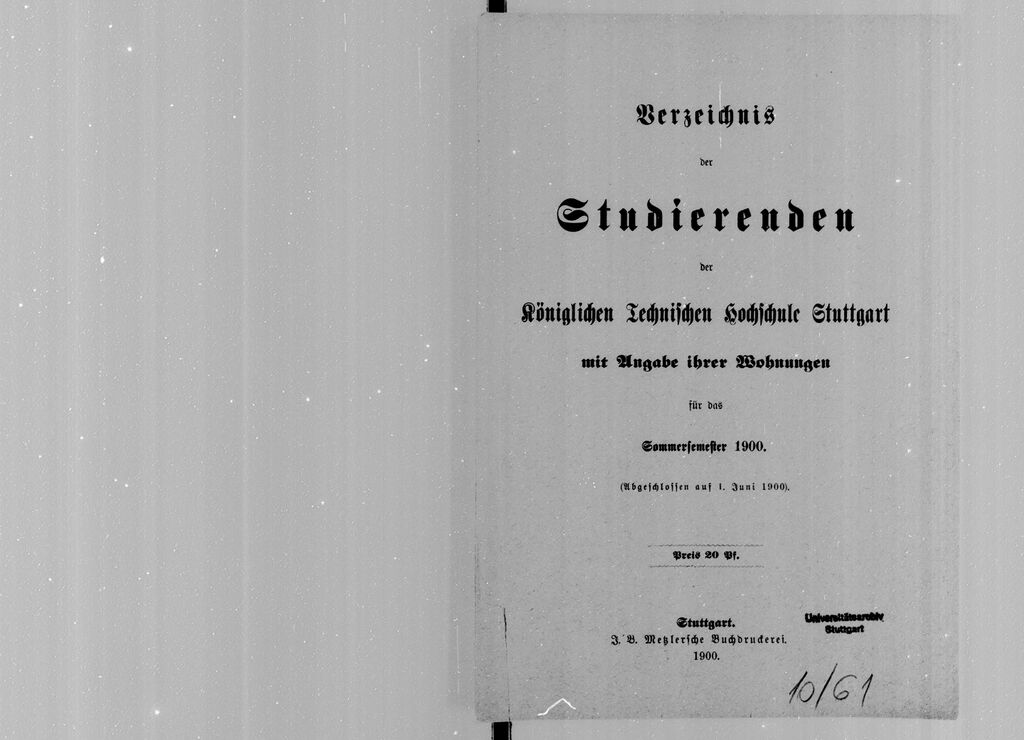 Verzeichnis
der
Studierenden
der
Königlichen Technischen Hochschule Stuttgart
mit Angabe ihrer Wohnungen
für das
Sommersemester 1900.
(Abgeschlossen auf 1. Juni 1900).
Preis 20 Pf.
Stuttgart.
J. B. Metzlersche Buchdruckerei.
1900.
Universitätsarchiv
Stuttgart
10/61